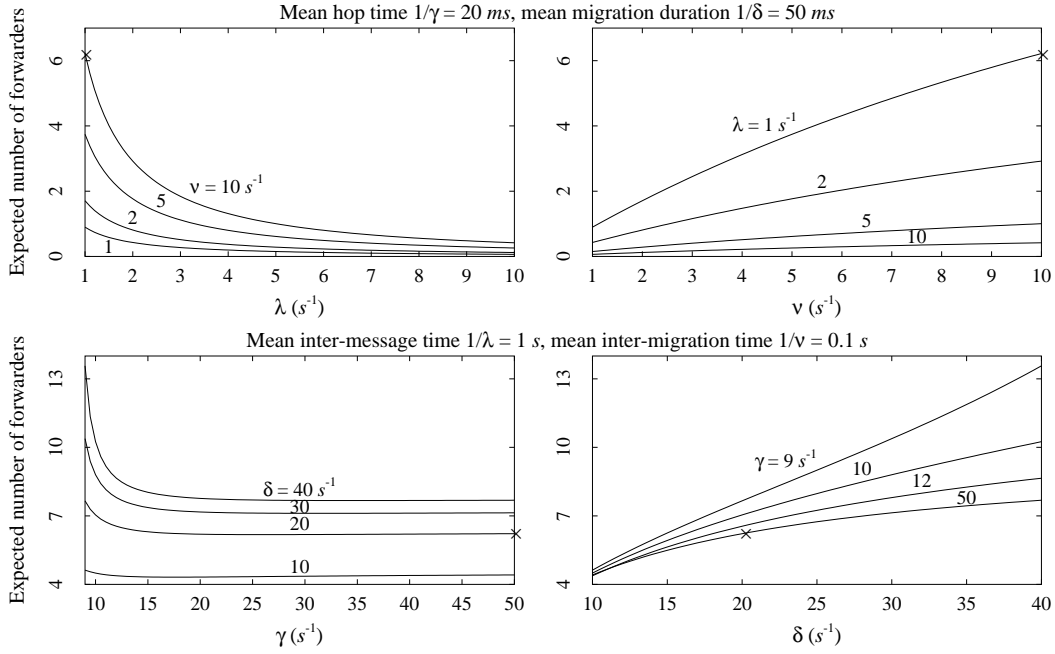 Mean hop time 1/γ = 20 ms, mean migration duration 1/δ = 50 ms
Expected number of forwarders
6
4
2
0
ν = 10 s⁻¹
5
2
1
1 2 3 4 5 6 7 8 9 10
λ (s⁻¹)
6
4
2
0
λ = 1 s⁻¹
2
5
10
1 2 3 4 5 6 7 8 9 10
ν (s⁻¹)
Mean inter-message time 1/λ = 1 s, mean inter-migration time 1/ν = 0.1 s
Expected number of forwarders
13
10
7
4
δ = 40 s⁻¹
30
20
10
10 15 20 25 30 35 40 45 50
γ (s⁻¹)
13
10
7
4
γ = 9 s⁻¹
10
12
50
10 15 20 25 30 35 40
δ (s⁻¹)